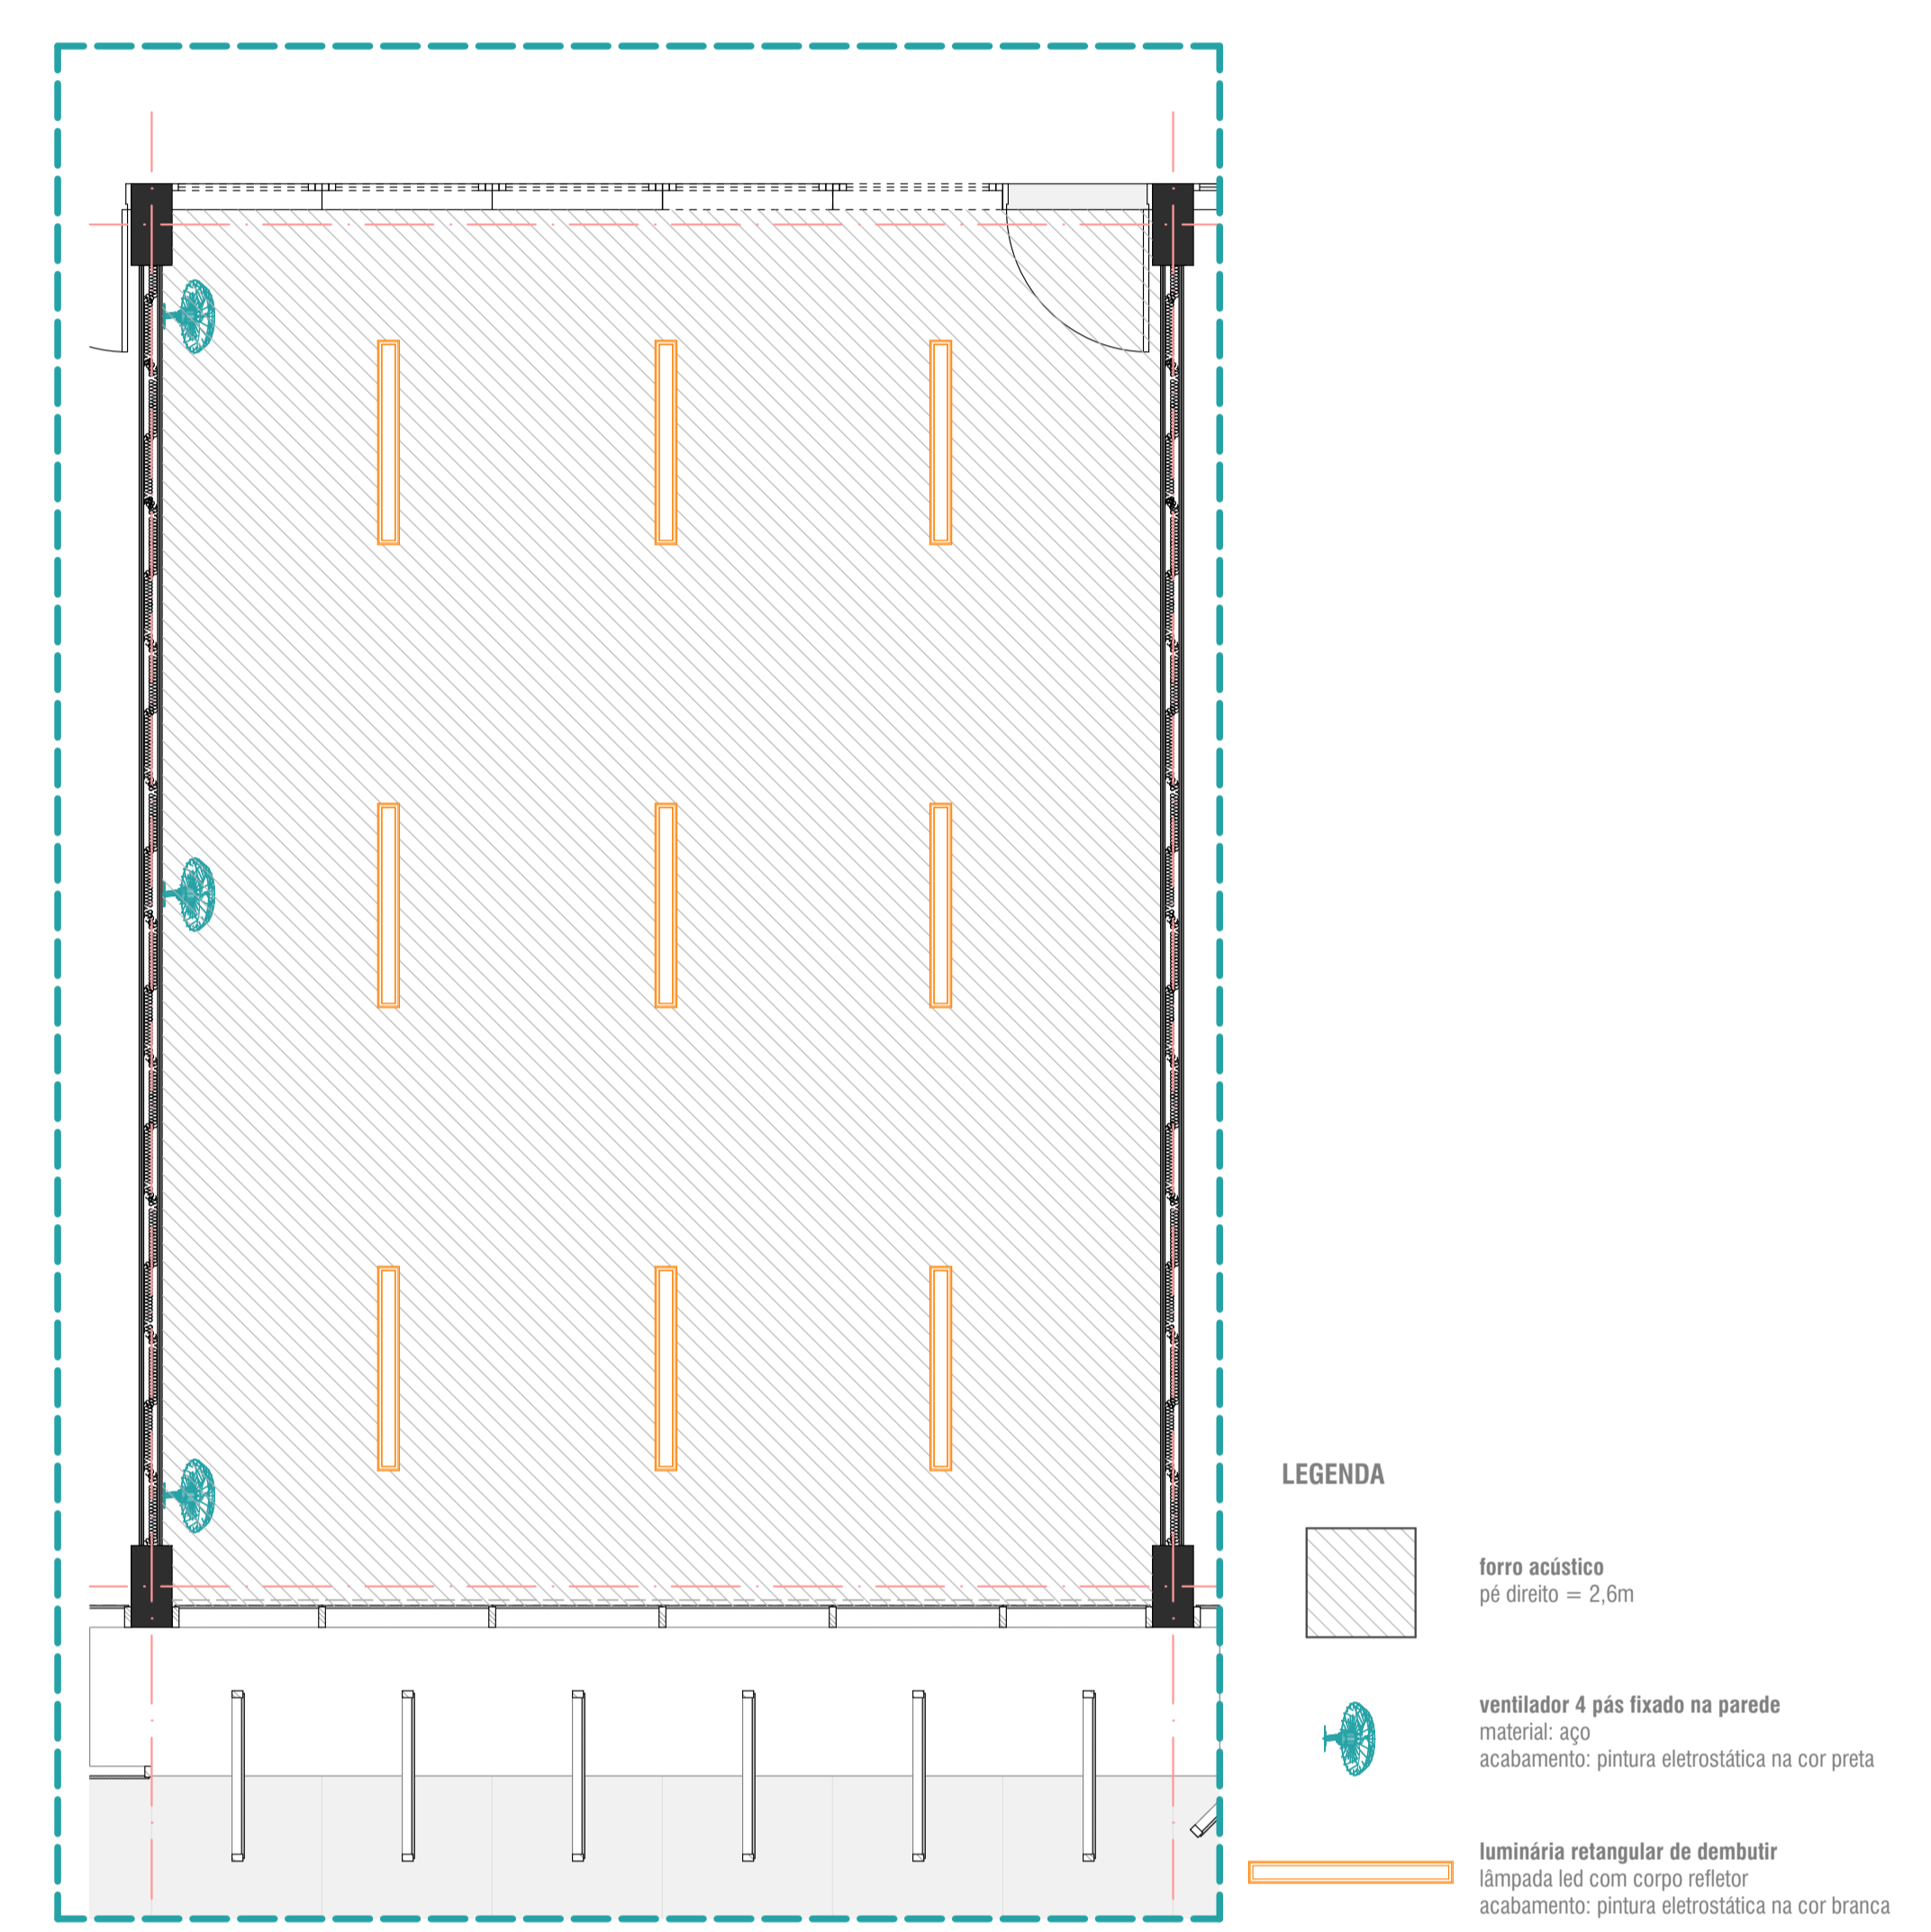 LEGENDA
forro acústico
pé direito = 2,6m
ventilador 4 pás fixado na parede
material: aço
acabamento: pintura eletrostática na cor preta
luminária retangular de dembutir
lâmpada led com corpo refletor
acabamento: pintura eletrostática na cor branca